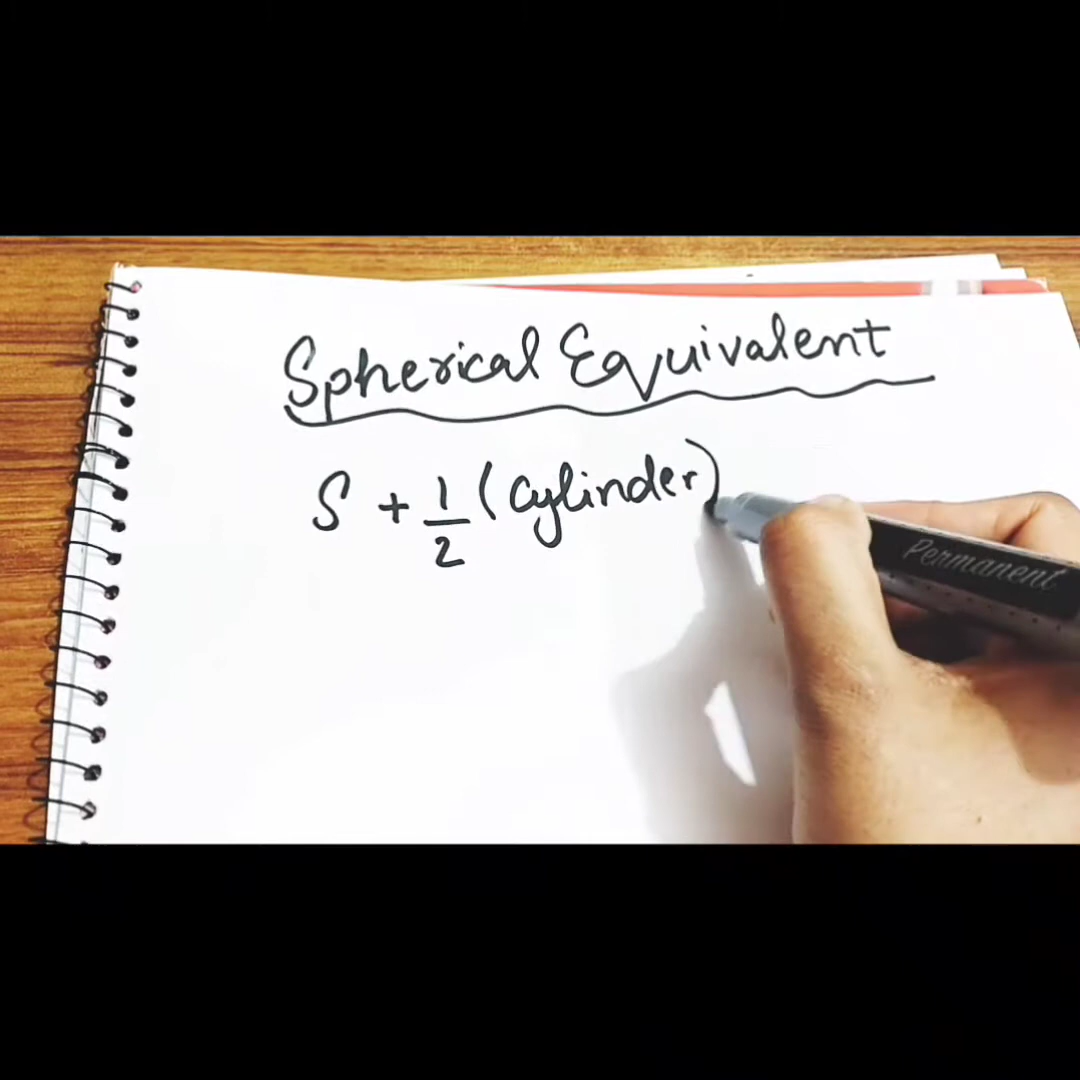 Spherical Equivalent
S + 1/2 (cylinder)
Permanent